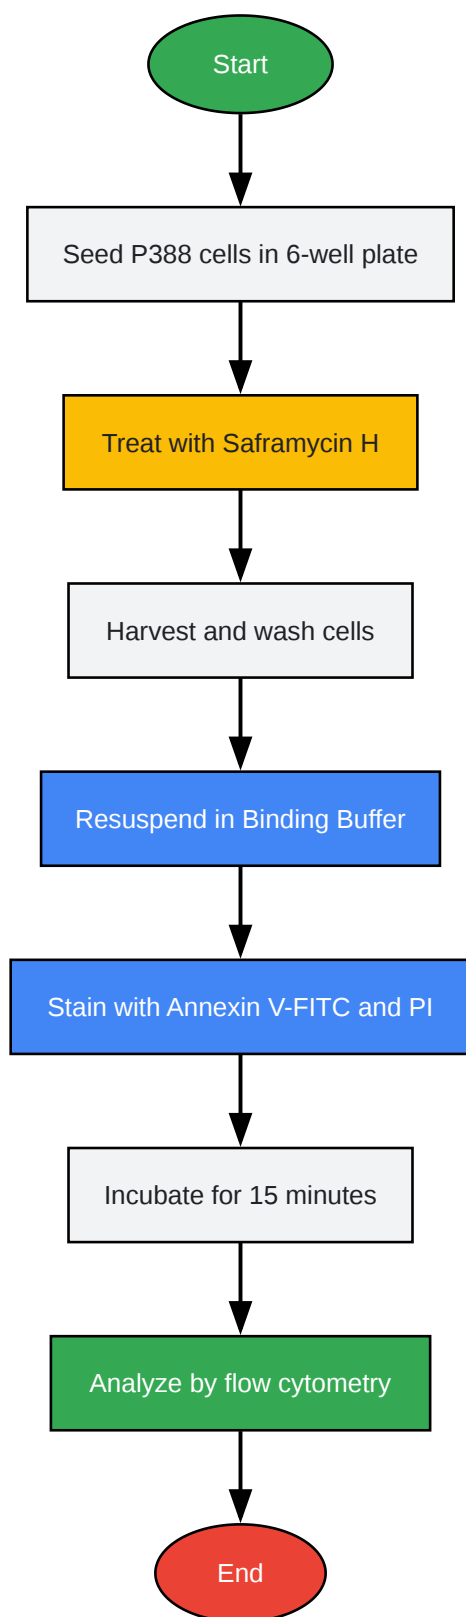 Start
Seed P388 cells in 6-well plate
Treat with Saframycin H
Harvest and wash cells
Resuspend in Binding Buffer
Stain with Annexin V-FITC and PI
Incubate for 15 minutes
Analyze by flow cytometry
End